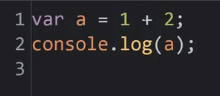 1 var a = 1 + 2;
2 console.log(a);
3